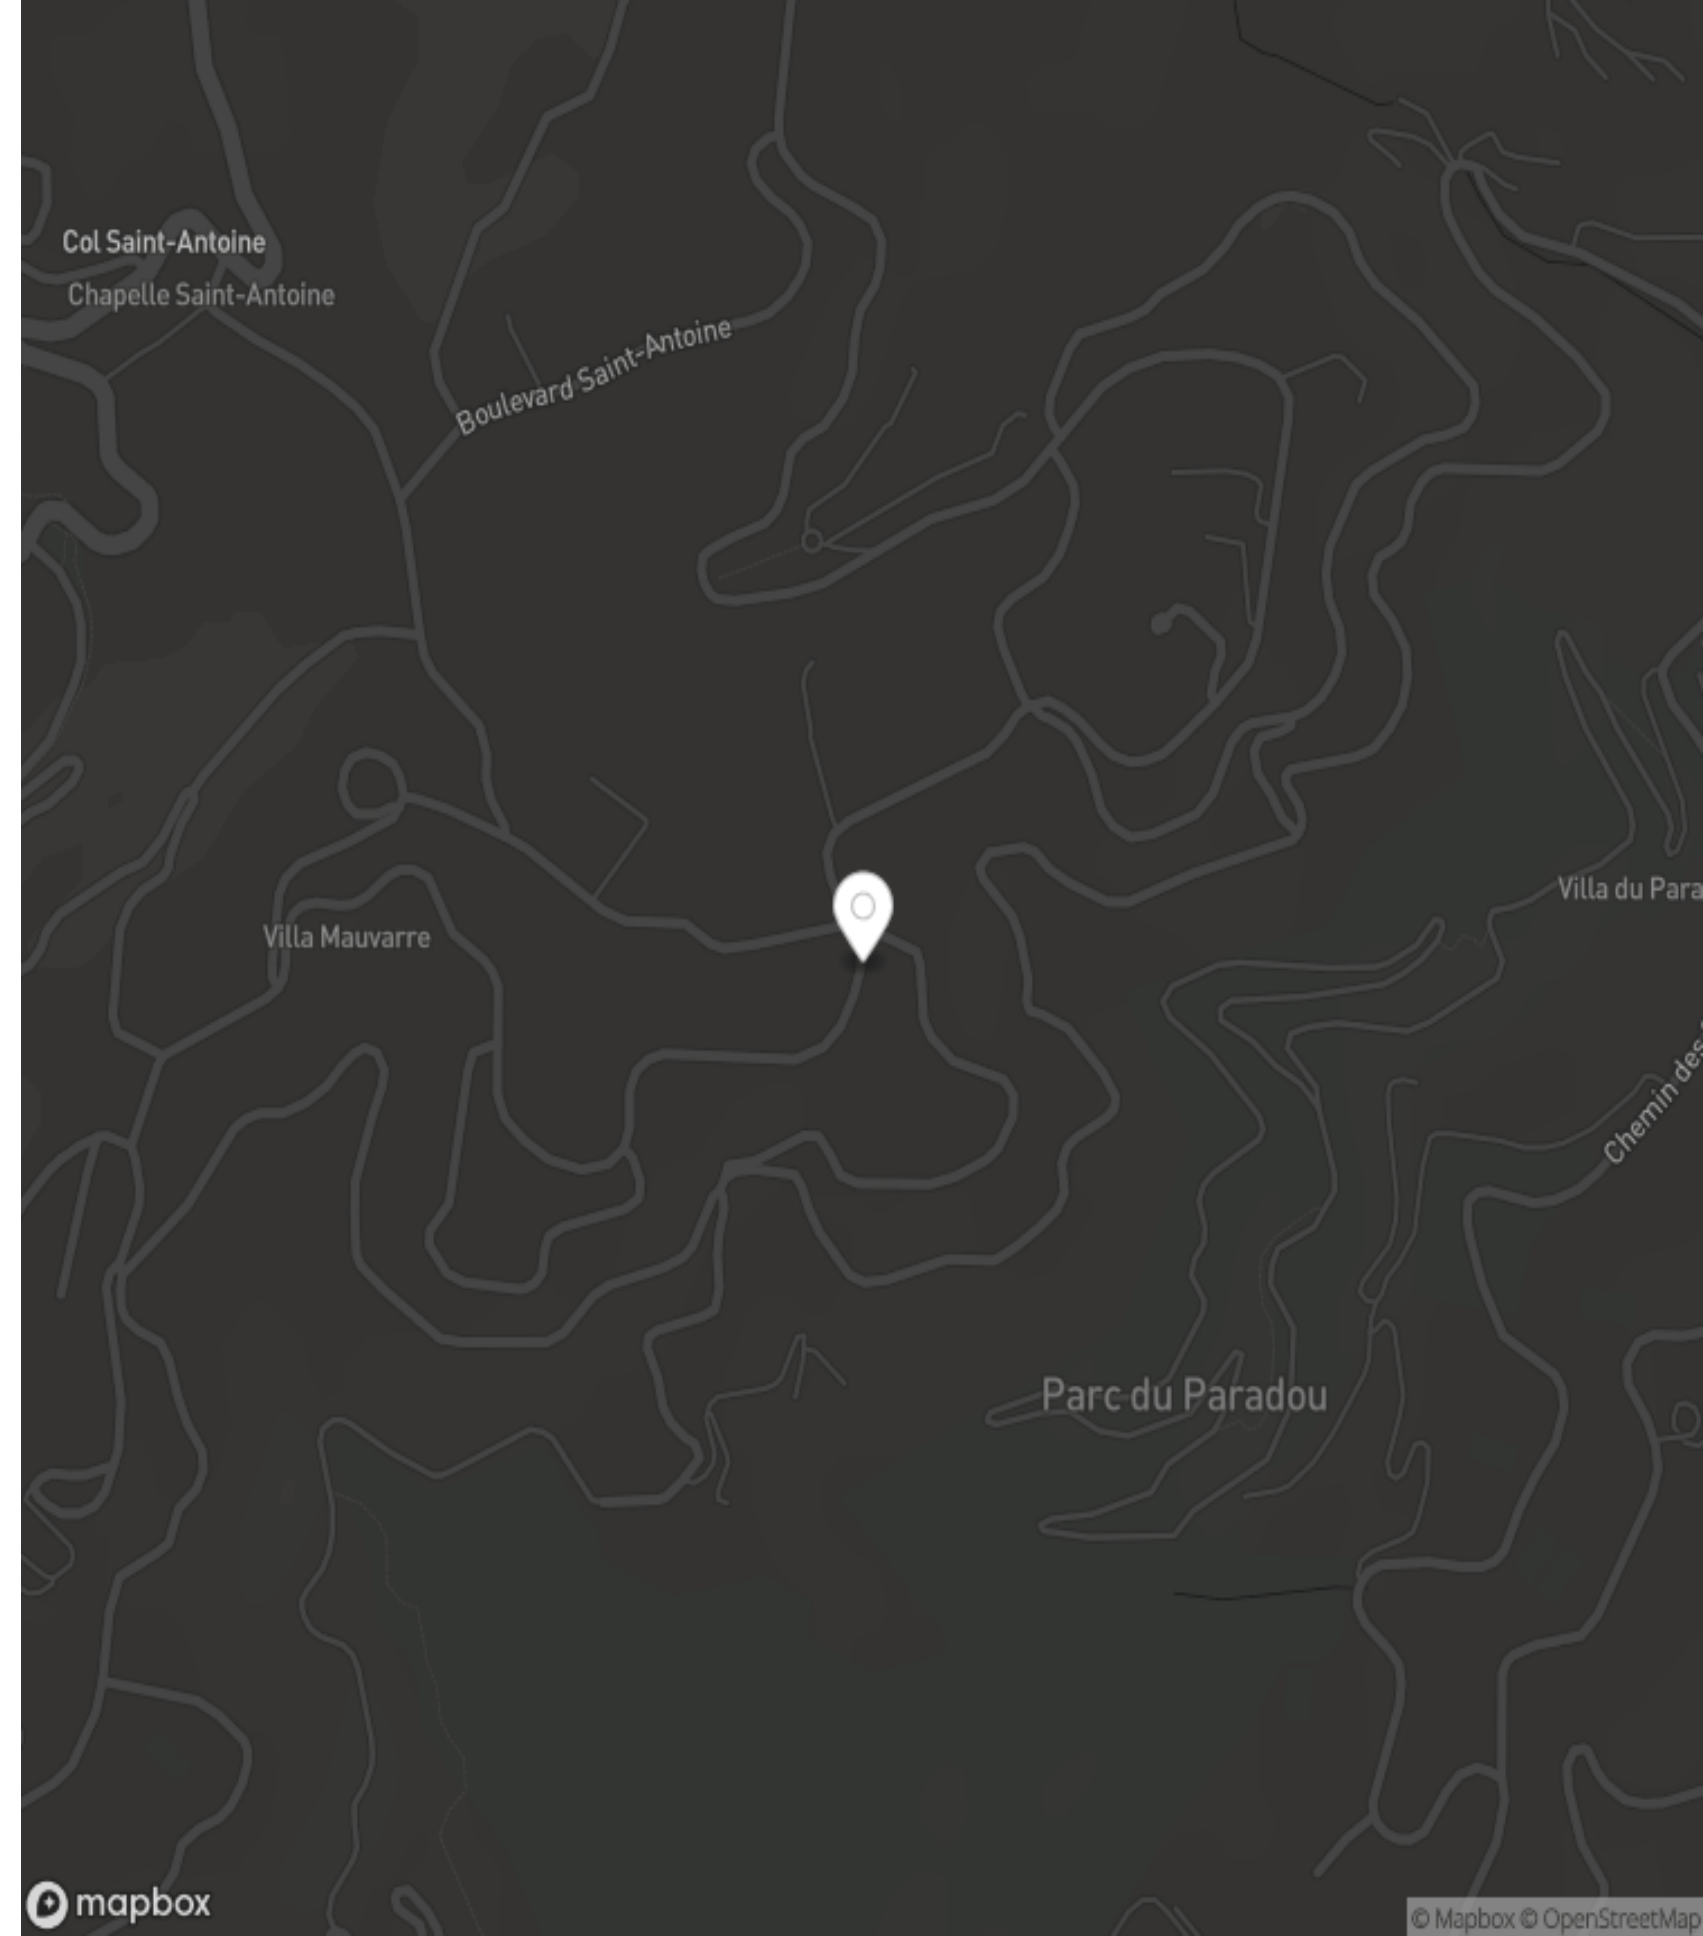 Col Saint-Antoine
Chapelle Saint-Antoine
Boulevard Saint-Antoine
Villa du Para
Villa Mauvarre
Chemin des
Parc du Paradou
mapbox
© Mapbox © OpenStreetMap